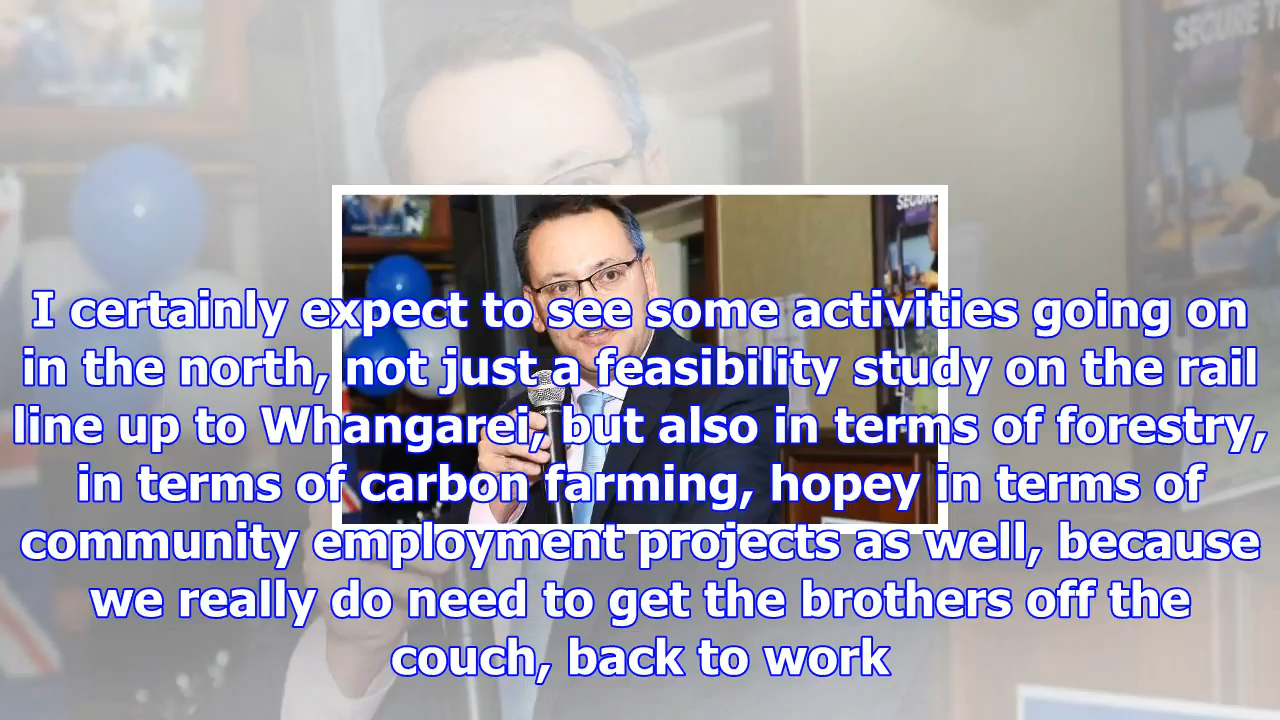 SECURE T
SECURE
N
N
I certainly expect to see some activities going on
in the north, not just a feasibility study on the rail
line up to Whangarei, but also in terms of forestry,
in terms of carbon farming, hopey in terms of
community employment projects as well, because
we really do need to get the brothers off the
couch, back to work